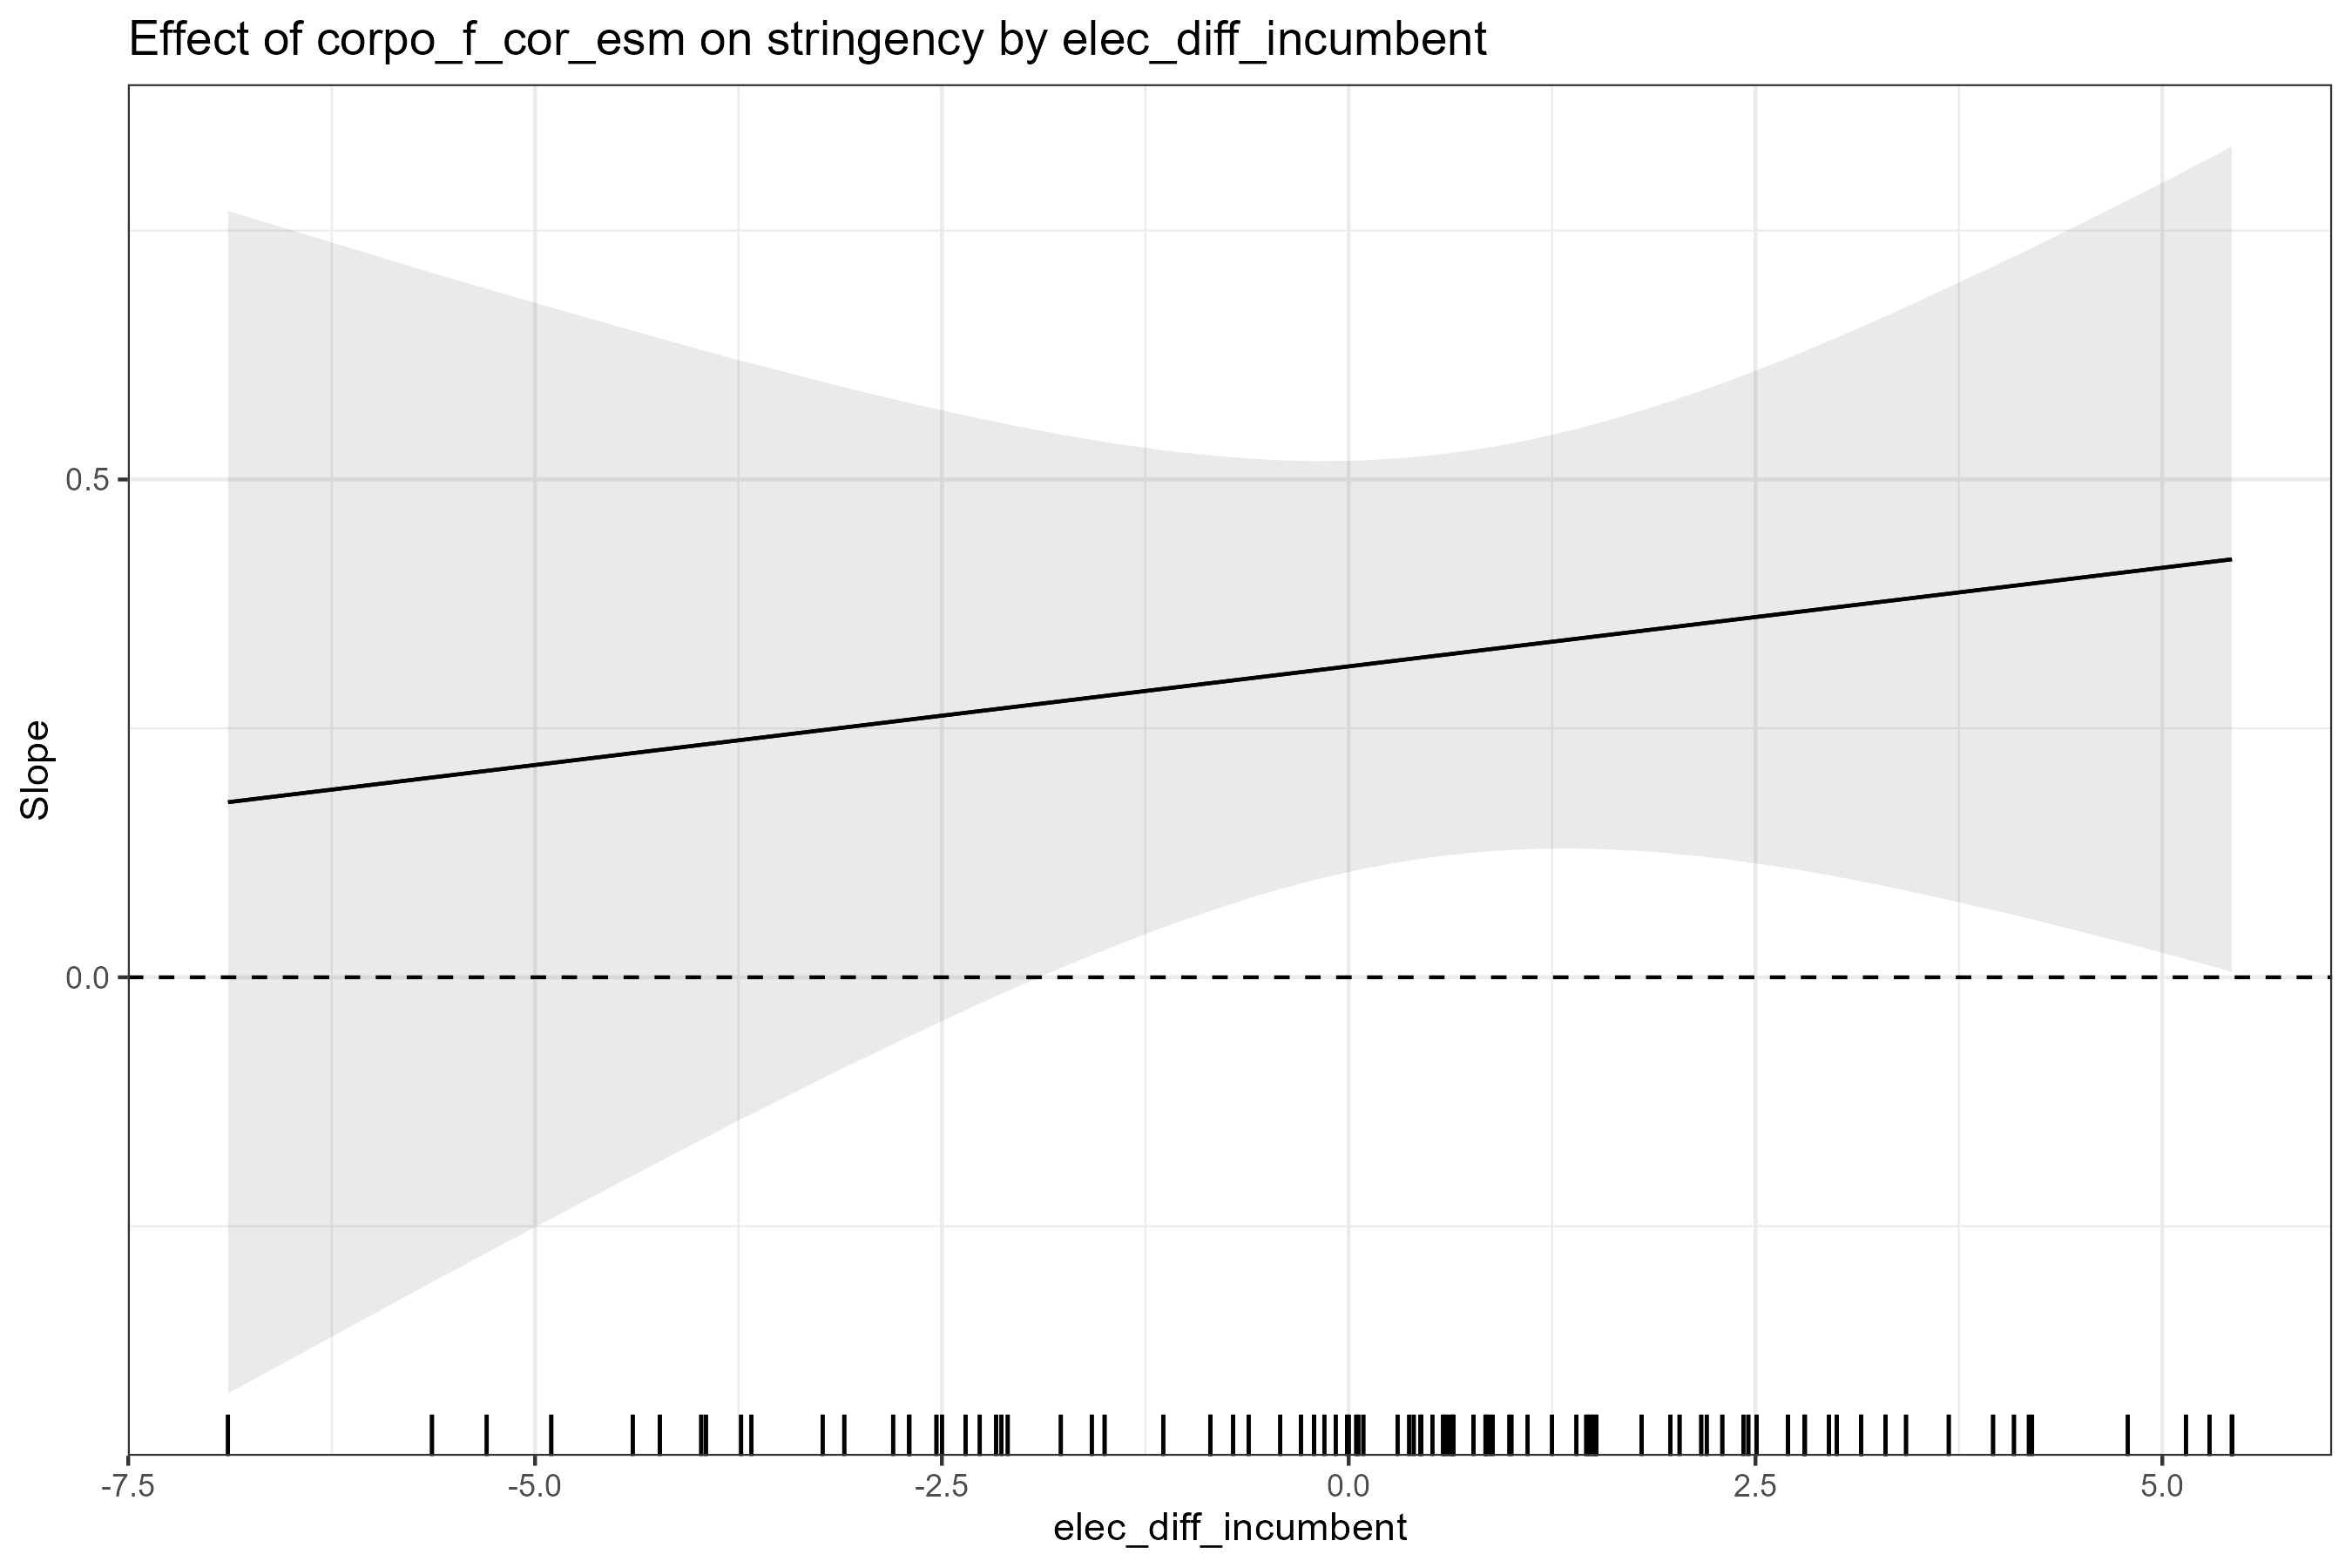 Effect of corpo_f_cor_esm on stringency by elec_diff_incumbent
Slope
0.5
0.0
-7.5
-5.0
-2.5
0.0
2.5
5.0
elec_diff_incumbent